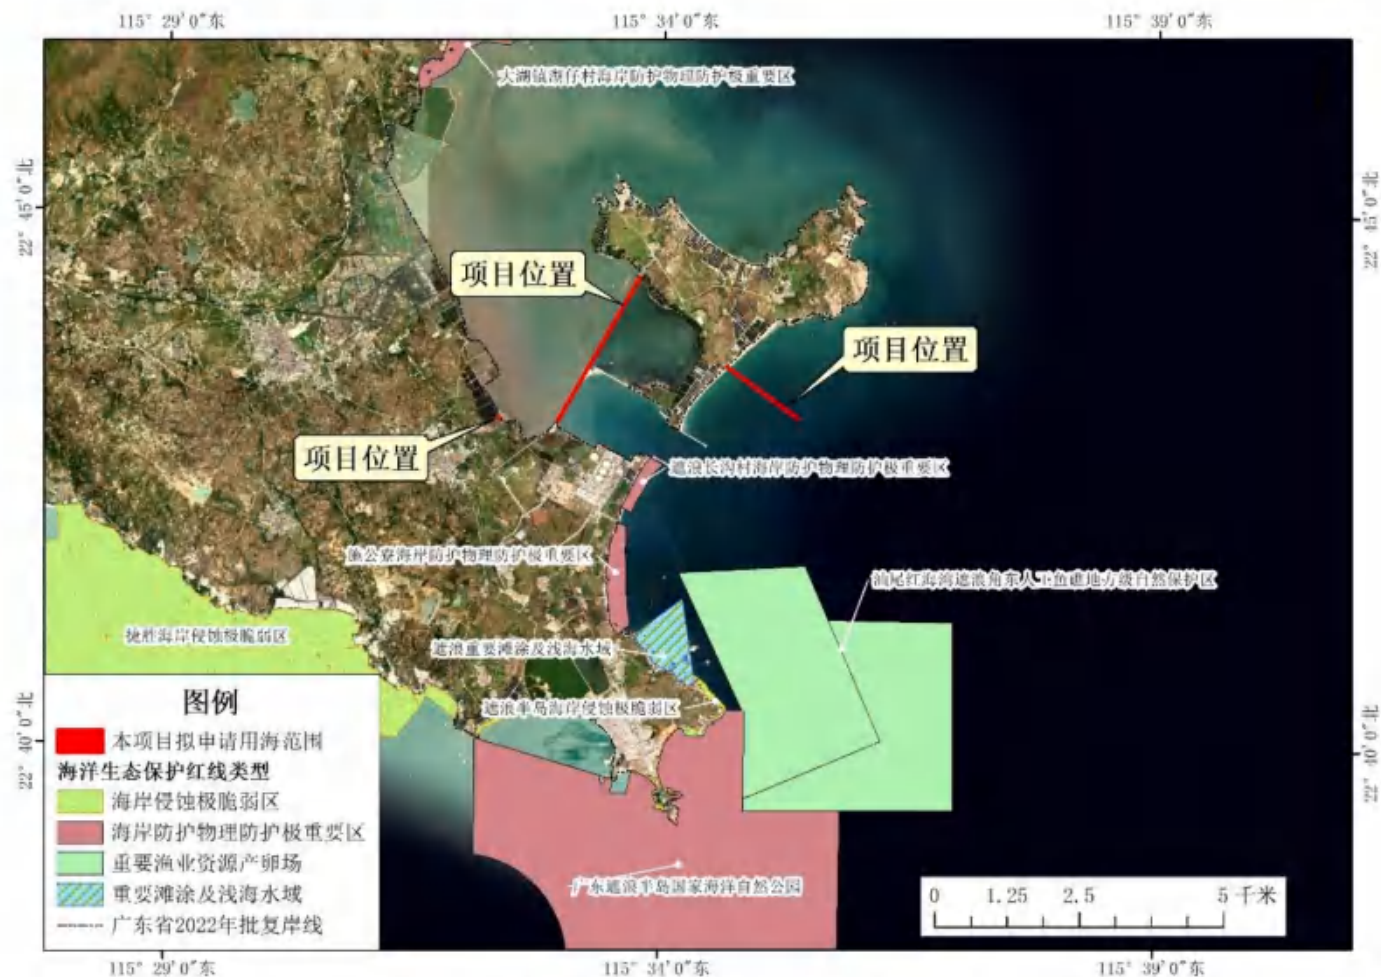 115° 29′0″东
115° 34′0″东
115° 39′0″东
大湖镇湖仔村海岸防护物理防护极重要区
22° 45′0″北
22° 45′0″北
项目位置
项目位置
项目位置
遮浪长沟村海岸防护物理防护极重要区
施公寮海岸防护物理防护极重要区
汕尾红海湾遮浪角东人工鱼礁地方级自然保护区
捷胜海岸侵蚀极脆弱区
遮浪重要滩涂及浅海水域
遮浪半岛海岸侵蚀极脆弱区
22° 40′0″北
22° 40′0″北
图例
本项目拟申请用海范围
海洋生态保护红线类型
海岸侵蚀极脆弱区
海岸防护物理防护极重要区
重要渔业资源产卵场
重要滩涂及浅海水域
广东省2022年批复岸线
广东遮浪半岛国家海洋自然公园
0 1.25 2.5 5 千米
115° 29′0″东
115° 34′0″东
115° 39′0″东